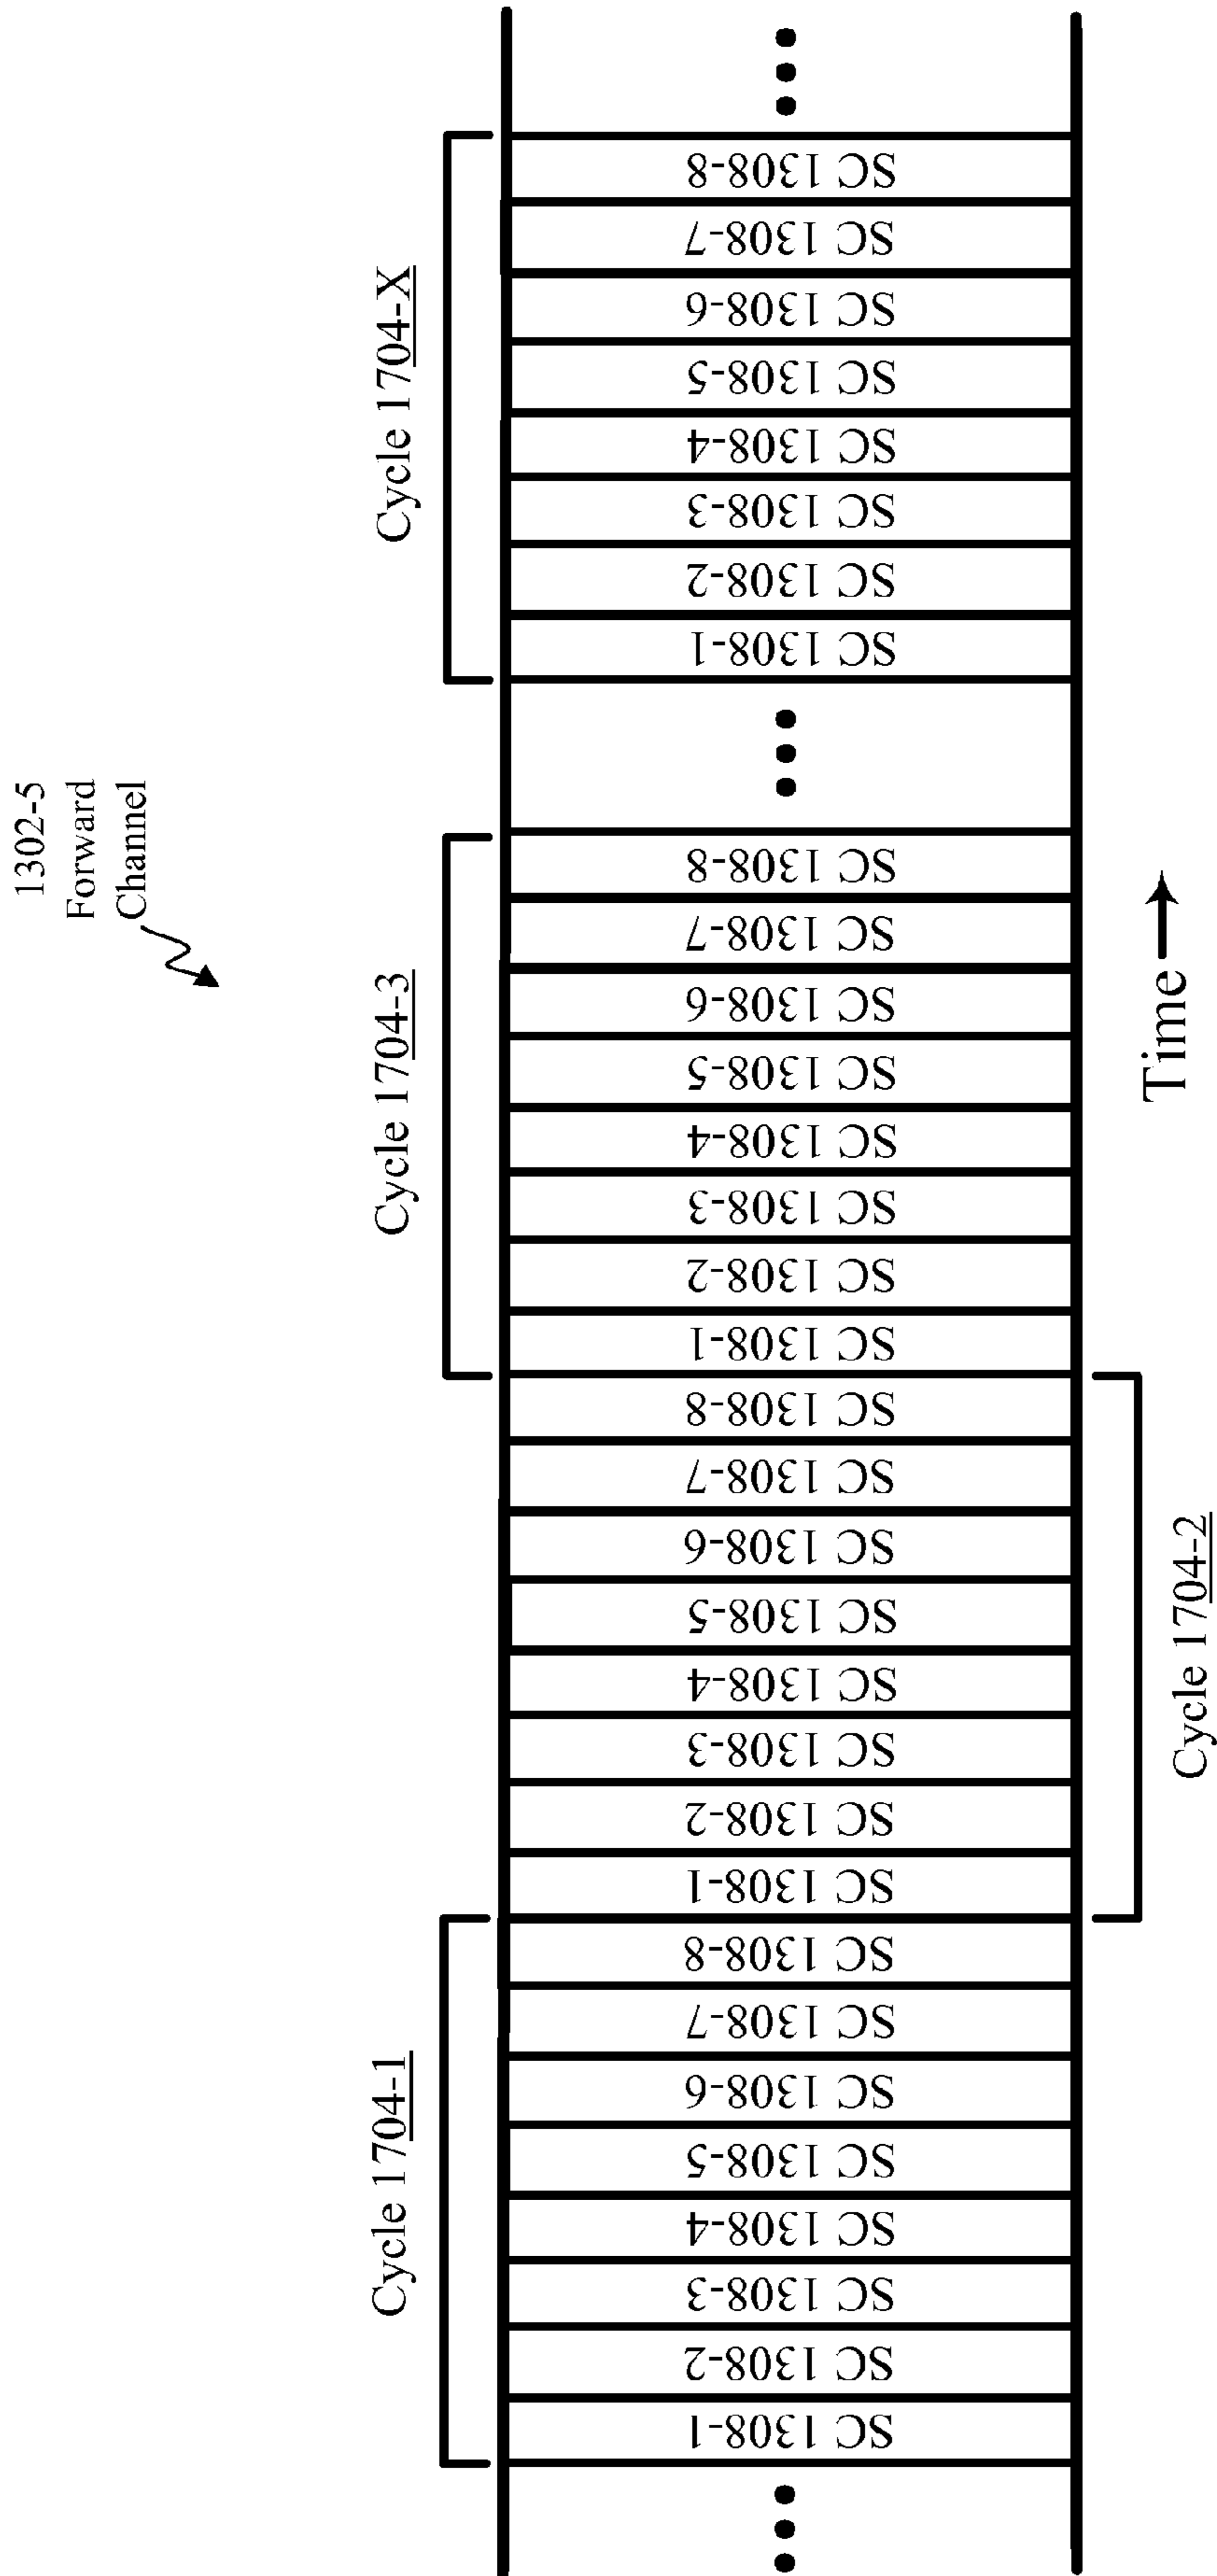 1302-5
Forward
Channel
Cycle 1704-1
Cycle 1704-3
Cycle 1704-X
SC 1308-1
SC 1308-2
SC 1308-3
SC 1308-4
SC 1308-5
SC 1308-6
SC 1308-7
SC 1308-8
SC 1308-1
SC 1308-2
SC 1308-3
SC 1308-4
SC 1308-5
SC 1308-6
SC 1308-7
SC 1308-8
SC 1308-1
SC 1308-2
SC 1308-3
SC 1308-4
SC 1308-5
SC 1308-6
SC 1308-7
SC 1308-8
SC 1308-1
SC 1308-2
SC 1308-3
SC 1308-4
SC 1308-5
SC 1308-6
SC 1308-7
SC 1308-8
Cycle 1704-2
Time